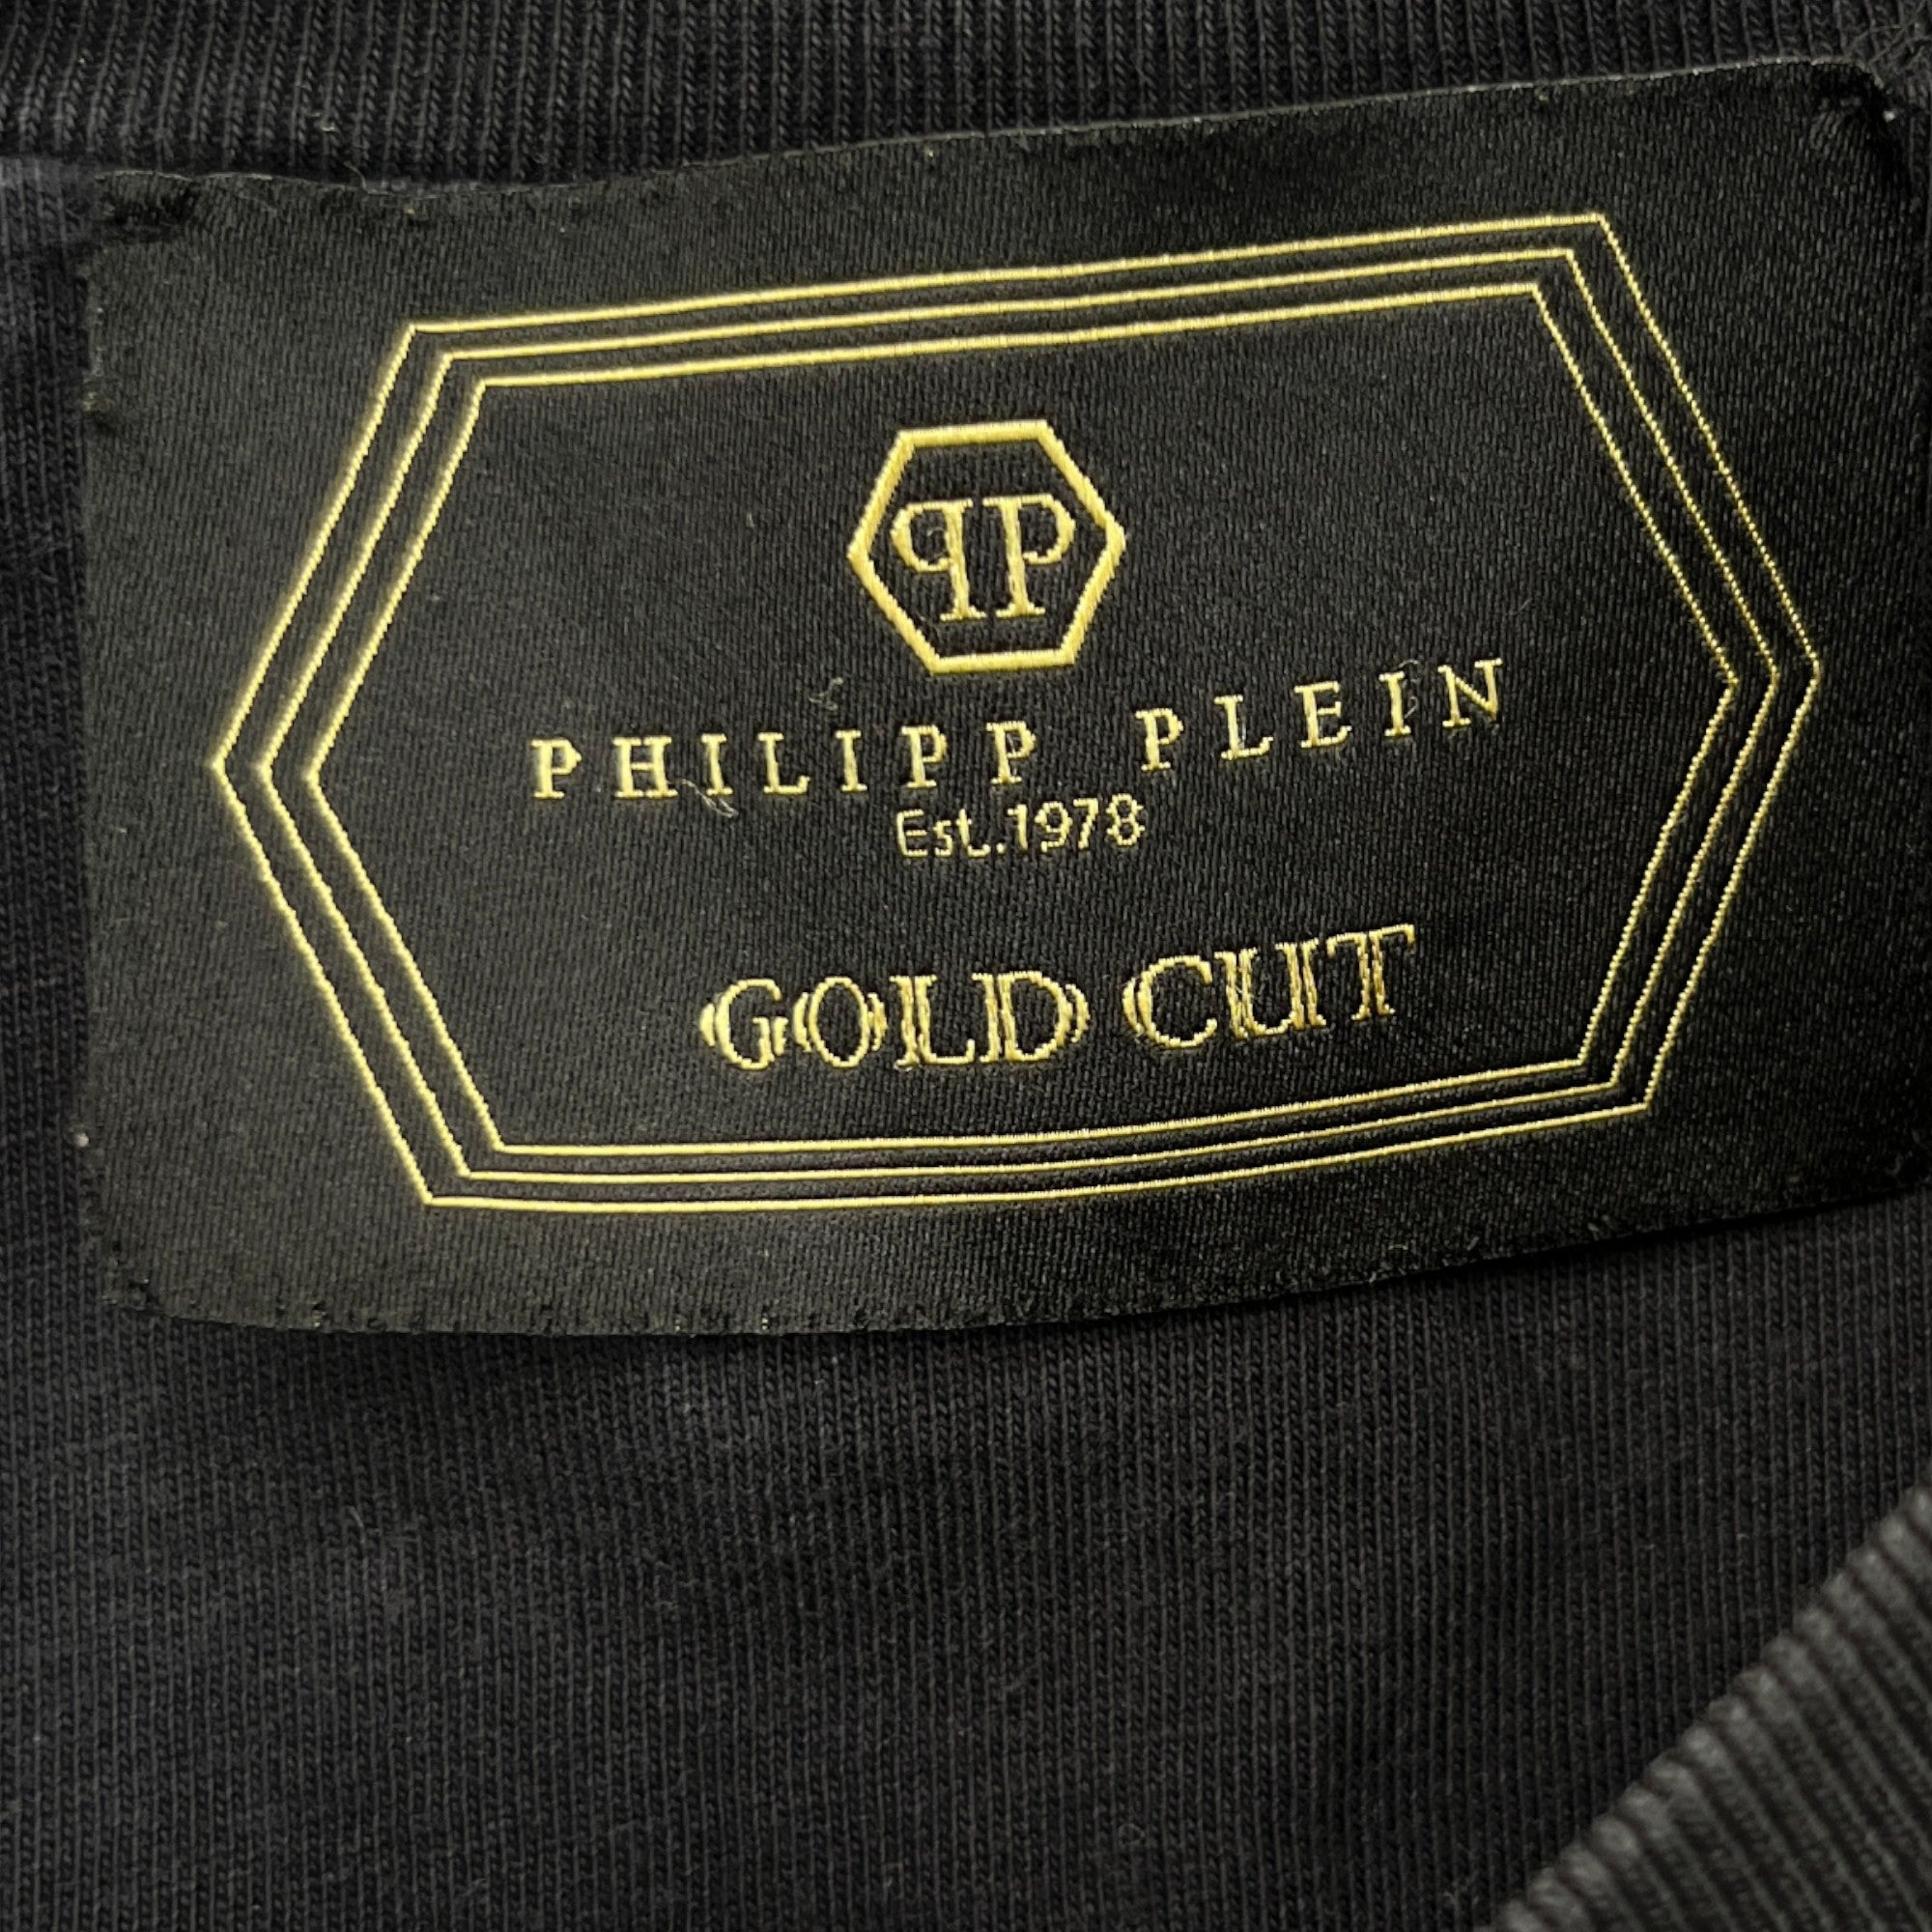 PP
PHILIPP PLEIN
Est.1978
GOLD CUT